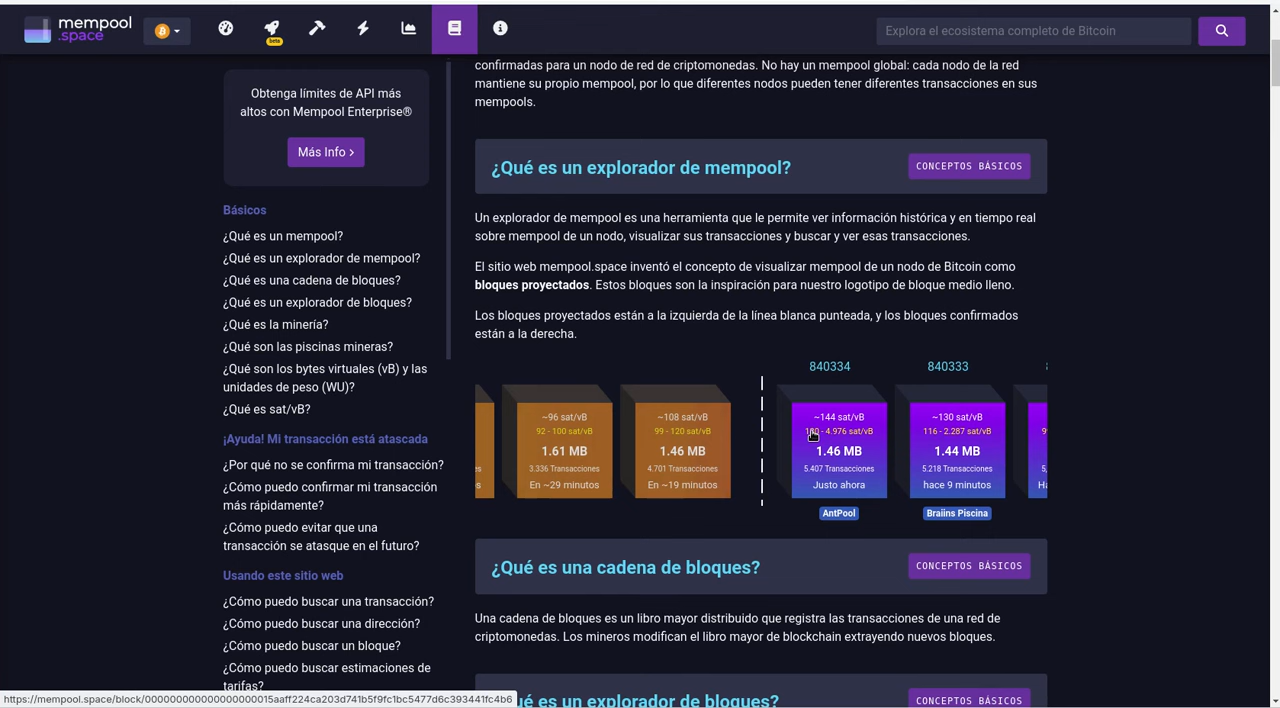 mempool
.space
beta
Explora el ecosistema completo de Bitcoin
Obtenga límites de API más
altos con Mempool Enterprise®
Más Info
Básicos
¿Qué es un mempool?
¿Qué es un explorador de mempool?
¿Qué es una cadena de bloques?
¿Qué es un explorador de bloques?
¿Qué es la minería?
¿Qué son las piscinas mineras?
¿Qué son los bytes virtuales (vB) y las
unidades de peso (WU)?
¿Qué es sat/vB?
¡Ayuda! Mi transacción está atascada
¿Por qué no se confirma mi transacción?
¿Cómo puedo confirmar mi transacción
más rápidamente?
¿Cómo puedo evitar que una
transacción se atasque en el futuro?
Usando este sitio web
¿Cómo puedo buscar una transacción?
¿Cómo puedo buscar una dirección?
¿Cómo puedo buscar un bloque?
¿Cómo puedo buscar estimaciones de
tarifas?
confirmadas para un nodo de red de criptomonedas. No hay un mempool global: cada nodo de la red
mantiene su propio mempool, por lo que diferentes nodos pueden tener diferentes transacciones en sus
mempools.
¿Qué es un explorador de mempool?
CONCEPTOS BÁSICOS
Un explorador de mempool es una herramienta que le permite ver información histórica y en tiempo real
sobre mempool de un nodo, visualizar sus transacciones y buscar y ver esas transacciones.
El sitio web mempool.space inventó el concepto de visualizar mempool de un nodo de Bitcoin como
bloques proyectados. Estos bloques son la inspiración para nuestro logotipo de bloque medio lleno.
Los bloques proyectados están a la izquierda de la línea blanca punteada, y los bloques confirmados
están a la derecha.
~96 sat/vB
92 - 100 sat/vB
1.61 MB
3.336 Transacciones
En ~29 minutos
~108 sat/vB
99 - 120 sat/vB
1.46 MB
4.701 Transacciones
En ~19 minutos
840334
~144 sat/vB
- 4.976 sat/vB
1.46 MB
5.407 Transacciones
Justo ahora
AntPool
840333
~130 sat/vB
116 - 2.287 sat/vB
1.44 MB
5.218 Transacciones
hace 9 minutos
Braiins Piscina
¿Qué es una cadena de bloques?
CONCEPTOS BÁSICOS
Una cadena de bloques es un libro mayor distribuido que registra las transacciones de una red de
criptomonedas. Los mineros modifican el libro mayor de blockchain extrayendo nuevos bloques.
ué es un explorador de bloques?
CONCEPTOS BÁSICOS
https://mempool.space/block/00000000000000000000015aaff224ca203d741b5f9fc1bc5477d6c393441fc4b6